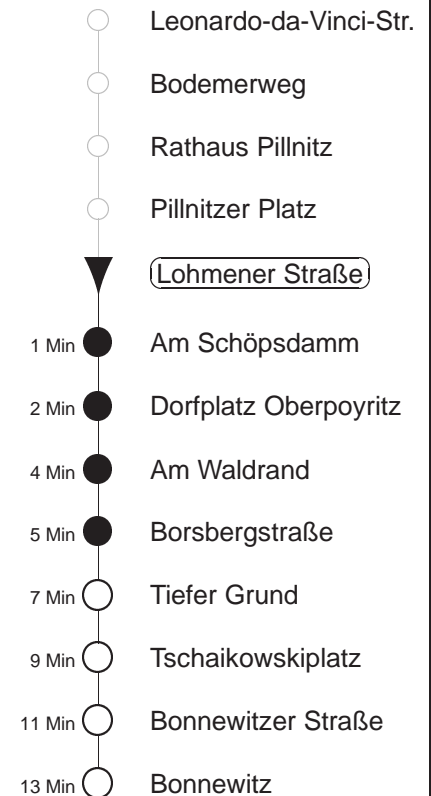 Leonardo-da-Vinci-Str.
Bodemerweg
Rathaus Pillnitz
Pillnitzer Platz
Lohmener Straße
1 Min Am Schöpsdamm
2 Min Dorfplatz Oberpoyritz
4 Min Am Waldrand
5 Min Borsbergstraße
7 Min Tiefer Grund
9 Min Tschaikowskiplatz
11 Min Bonnewitzer Straße
13 Min Bonnewitz